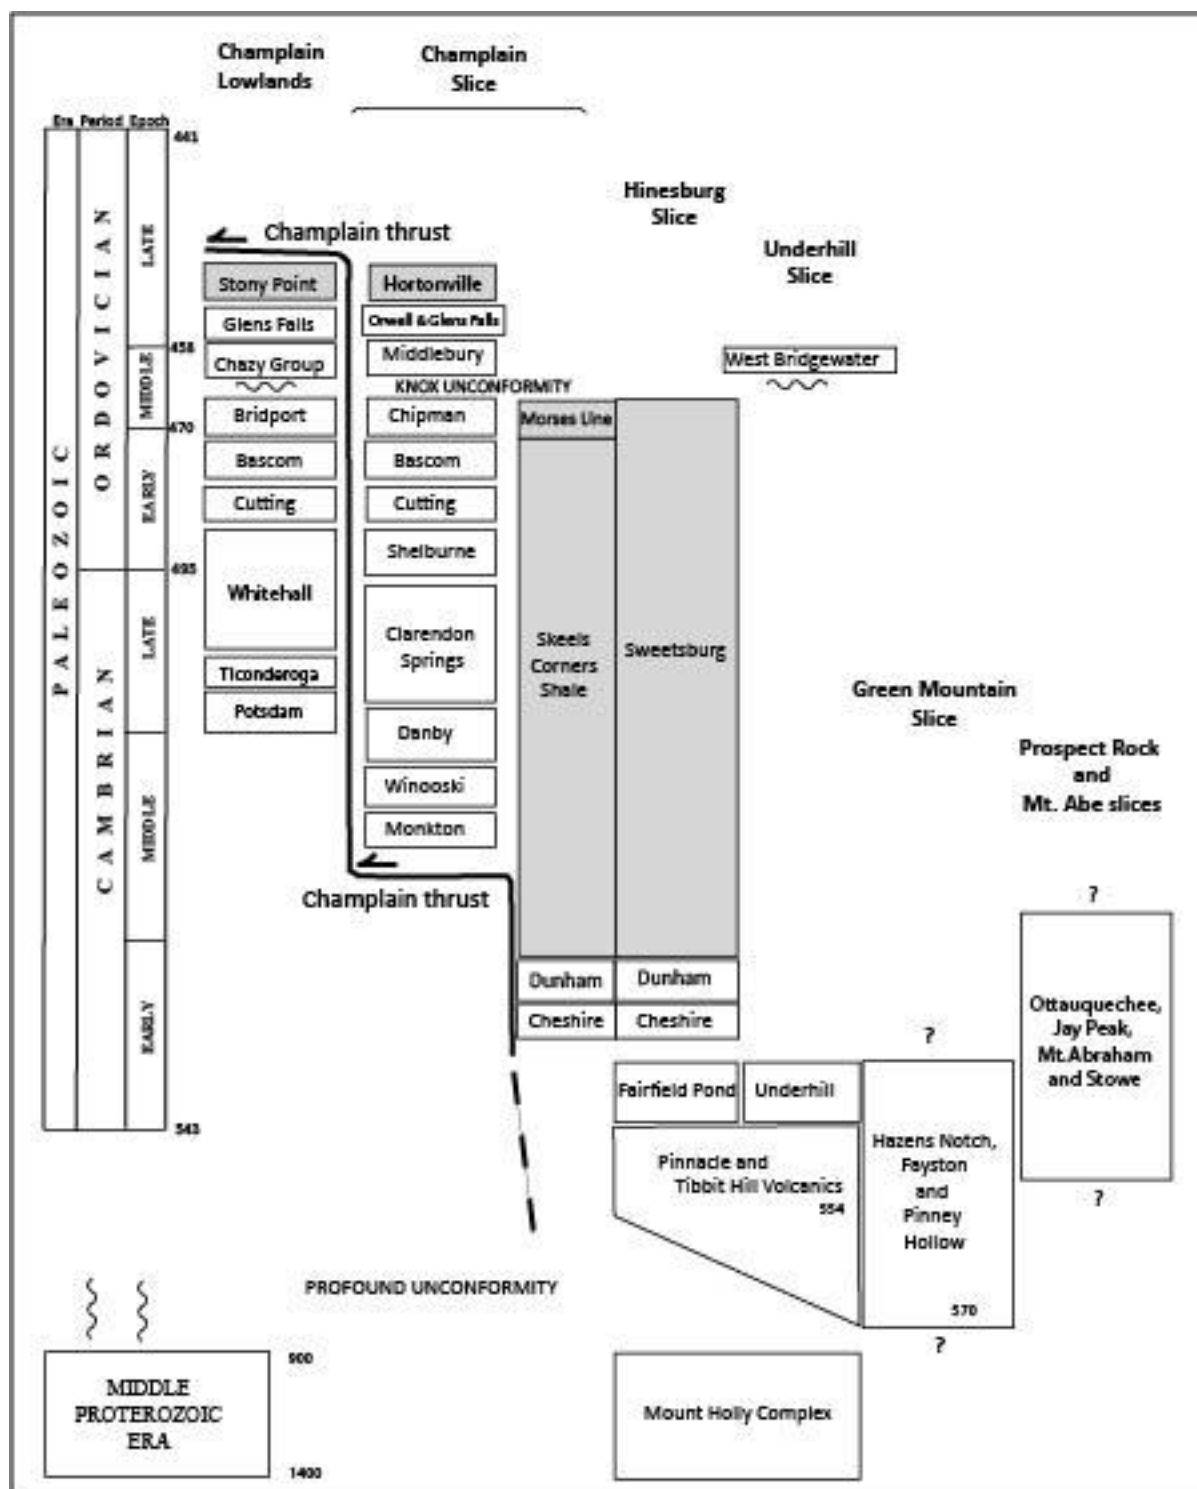 Champlain
Lowlands
Champlain
Slice
Era Period Epoch
441
Hinesburg
Slice
Underhill
Slice
Champlain thrust
PALEOZOIC
ORDOVICIAN
LATE
MIDDLE
EARLY
458
470
495
CAMBRIAN
LATE
MIDDLE
EARLY
543
Stony Point
Glens Falls
Chazy Group
Bridport
Bascom
Cutting
Whitehall
Ticonderoga
Potsdam
Hortonville
Orwell & Glens Falls
Middlebury
KNOX UNCONFORMITY
Chipman
Bascom
Cutting
Shelburne
Clarendon
Springs
Danby
Winooski
Monkton
Champlain thrust
Morses Line
Skeels
Corners
Shale
Dunham
Cheshire
Sweetsburg
Dunham
Cheshire
West Bridgewater
Green Mountain
Slice
Prospect Rock
and
Mt. Abe slices
?
Ottauquechee,
Jay Peak,
Mt.Abraham
and Stowe
?
?
Fairfield Pond
Underhill
Pinnacle and
Tibbit Hill Volcanics
554
Hazens Notch,
Fayston
and
Pinney
Hollow
570
?
PROFOUND UNCONFORMITY
MIDDLE
PROTEROZOIC
ERA
900
1400
Mount Holly Complex